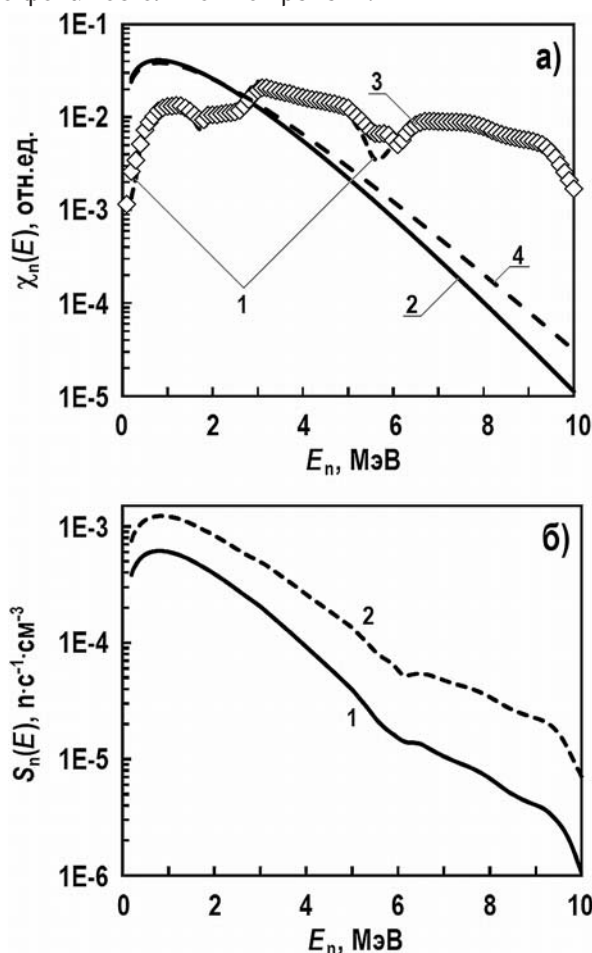 1E-1
а)
1E-2
3
1E-3
1
4
1E-4
2
1E-5
0 2 4 6 8 10
χn(E), отн.ед.
En, МэВ
1E-3
б)
2
1E-4
1
1E-5
1E-6
0 2 4 6 8 10
Sn(E), n·c-1·см-3
En, МэВ